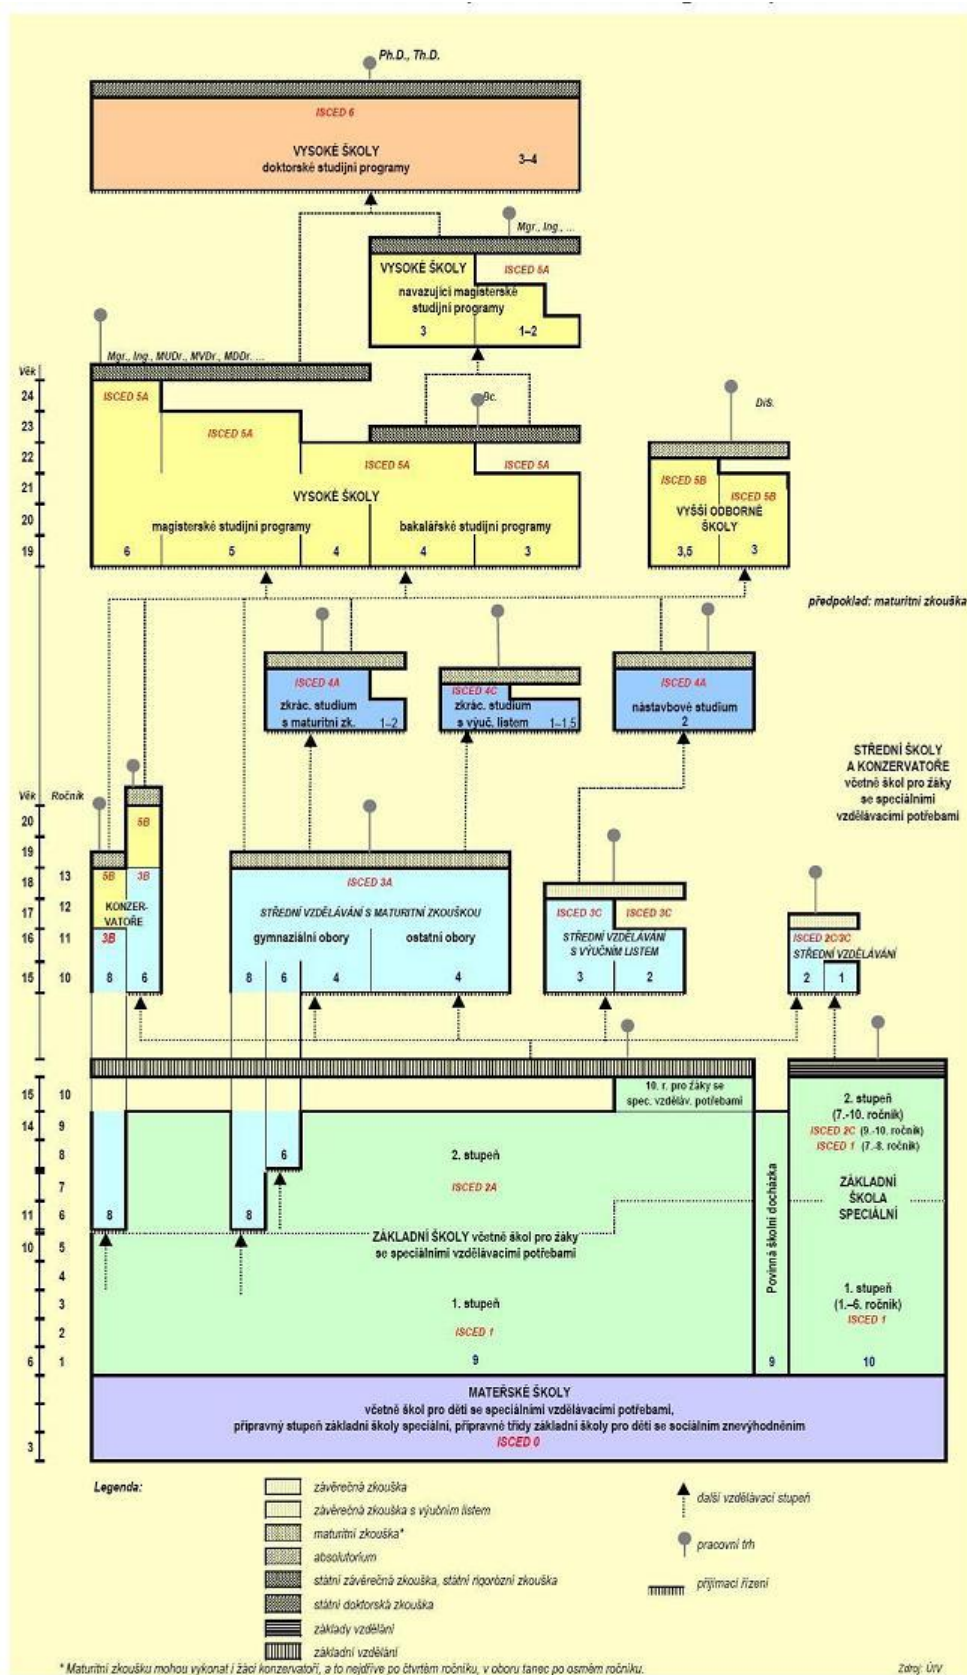 Ph.D., Th.D.
ISCED 6
VYSOKÉ ŠKOLY
doktorské studijní programy
3–4
Mgr., Ing., ...
VYSOKÉ ŠKOLY
ISCED 5A
navazující magisterské
studijní programy
3
1–2
Mgr., Ing., MUDr., MVDr., MDDr. ...
Věk
24
23
22
21
20
19
ISCED 5A
ISCED 5A
ISCED 5A
Bc.
ISCED 5A
VYSOKÉ ŠKOLY
magisterské studijní programy
bakalářské studijní programy
6
5
4
4
3
DiS.
ISCED 5B
ISCED 5B
VYŠŠÍ ODBORNÉ
ŠKOLY
3,5
3
předpoklad: maturitní zkouška
ISCED 4A
zkrác. studium
s maturitní zk.
1–2
ISCED 4C
zkrác. studium
s výuč. listem
1–1,5
ISCED 4A
nástavbové studium
2
STŘEDNÍ ŠKOLY
A KONZERVATOŘE
včetně škol pro žáky
se speciálními
vzdělávacími potřebami
Věk Ročník
20
19
18 13
17 12
16 11
15 10
5B
5B
3B
KONZER-
VATOŘE
3B
8
6
ISCED 3A
STŘEDNÍ VZDĚLÁVÁNÍ S MATURITNÍ ZKOUŠKOU
gymnaziální obory
ostatní obory
8
6
4
4
ISCED 3C
ISCED 3C
STŘEDNÍ VZDĚLÁVÁNÍ
S VÝUČNÍM LISTEM
3
2
ISCED 2C/3C
STŘEDNÍ VZDĚLÁVÁNÍ
2
1
15 10
14 9
8
7
11 6
10 5
4
3
2
6 1
3
10. r. pro žáky se
spec. vzděláv. potřebami
8
8
6
2. stupeň
ISCED 2A
ZÁKLADNÍ ŠKOLY včetně škol pro žáky
se speciálními vzdělávacími potřebami
1. stupeň
ISCED 1
9
Povinná školní docházka
9
2. stupeň
(7.-10. ročník)
ISCED 2C (9.-10. ročník)
ISCED 1 (7.-8. ročník)
ZÁKLADNÍ
ŠKOLA
SPECIÁLNÍ
1. stupeň
(1.–6. ročník)
ISCED 1
10
MATEŘSKÉ ŠKOLY
včetně škol pro děti se speciálními vzdělávacími potřebami,
přípravný stupeň základní školy speciální, přípravné třídy základní školy pro děti se sociálním znevýhodněním
ISCED 0
Legenda:
závěrečná zkouška
závěrečná zkouška s výučním listem
maturitní zkouška*
absolutorium
státní závěrečná zkouška, státní rigorózní zkouška
státní doktorská zkouška
základy vzdělání
základní vzdělání
další vzdělávací stupeň
pracovní trh
přijímací řízení
* Maturitní zkoušku mohou vykonat i žáci konzervatoří, a to nejdříve po čtvrtém ročníku, v oboru tanec po osmém ročníku.
Zdroj: ÚIV